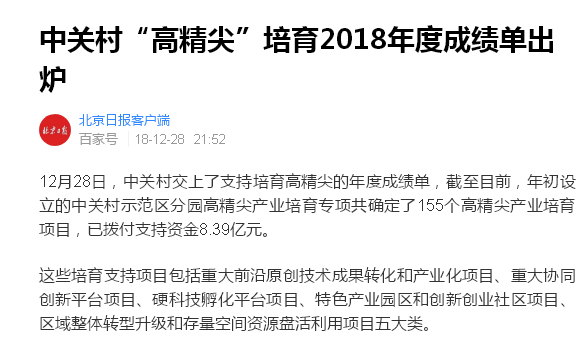 中关村“高精尖”培育2018年度成绩单出
炉
北京日报
北京日报客户端
百家号 18-12-28 21:52
12月28日，中关村交上了支持培育高精尖的年度成绩单，截至目前，年初设
立的中关村示范区分园高精尖产业培育专项共确定了155个高精尖产业培育
项目，已拨付支持资金8.39亿元。
这些培育支持项目包括重大前沿原创技术成果转化和产业化项目、重大协同
创新平台项目、硬科技孵化平台项目、特色产业园区和创新创业社区项目、
区域整体转型升级和存量空间资源盘活利用项目五大类。